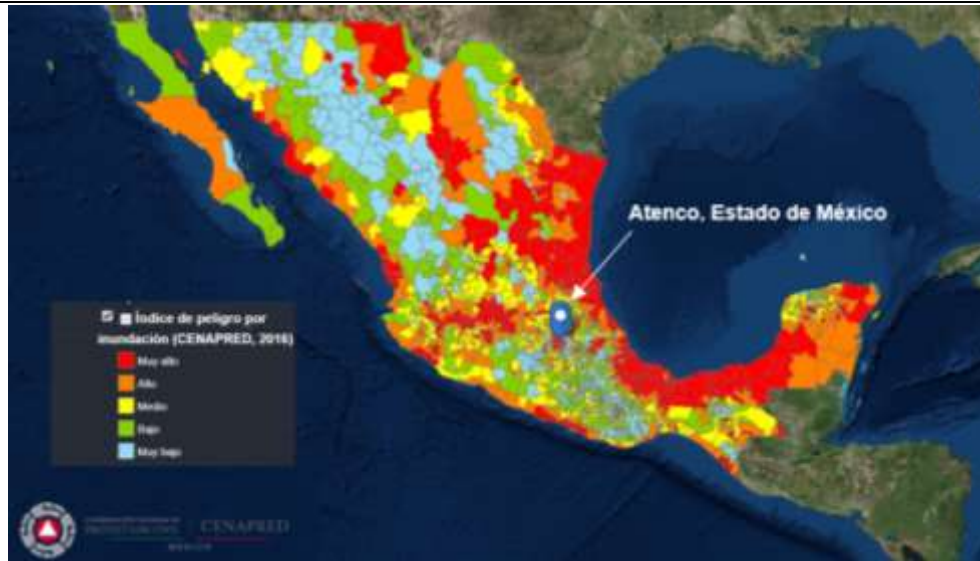 Atenco, Estado de México
Índice de peligro por
inundación (CENAPRED, 2016)
Muy alto
Alto
Medio
Bajo
Muy bajo
CENAPRED
MÉXICO